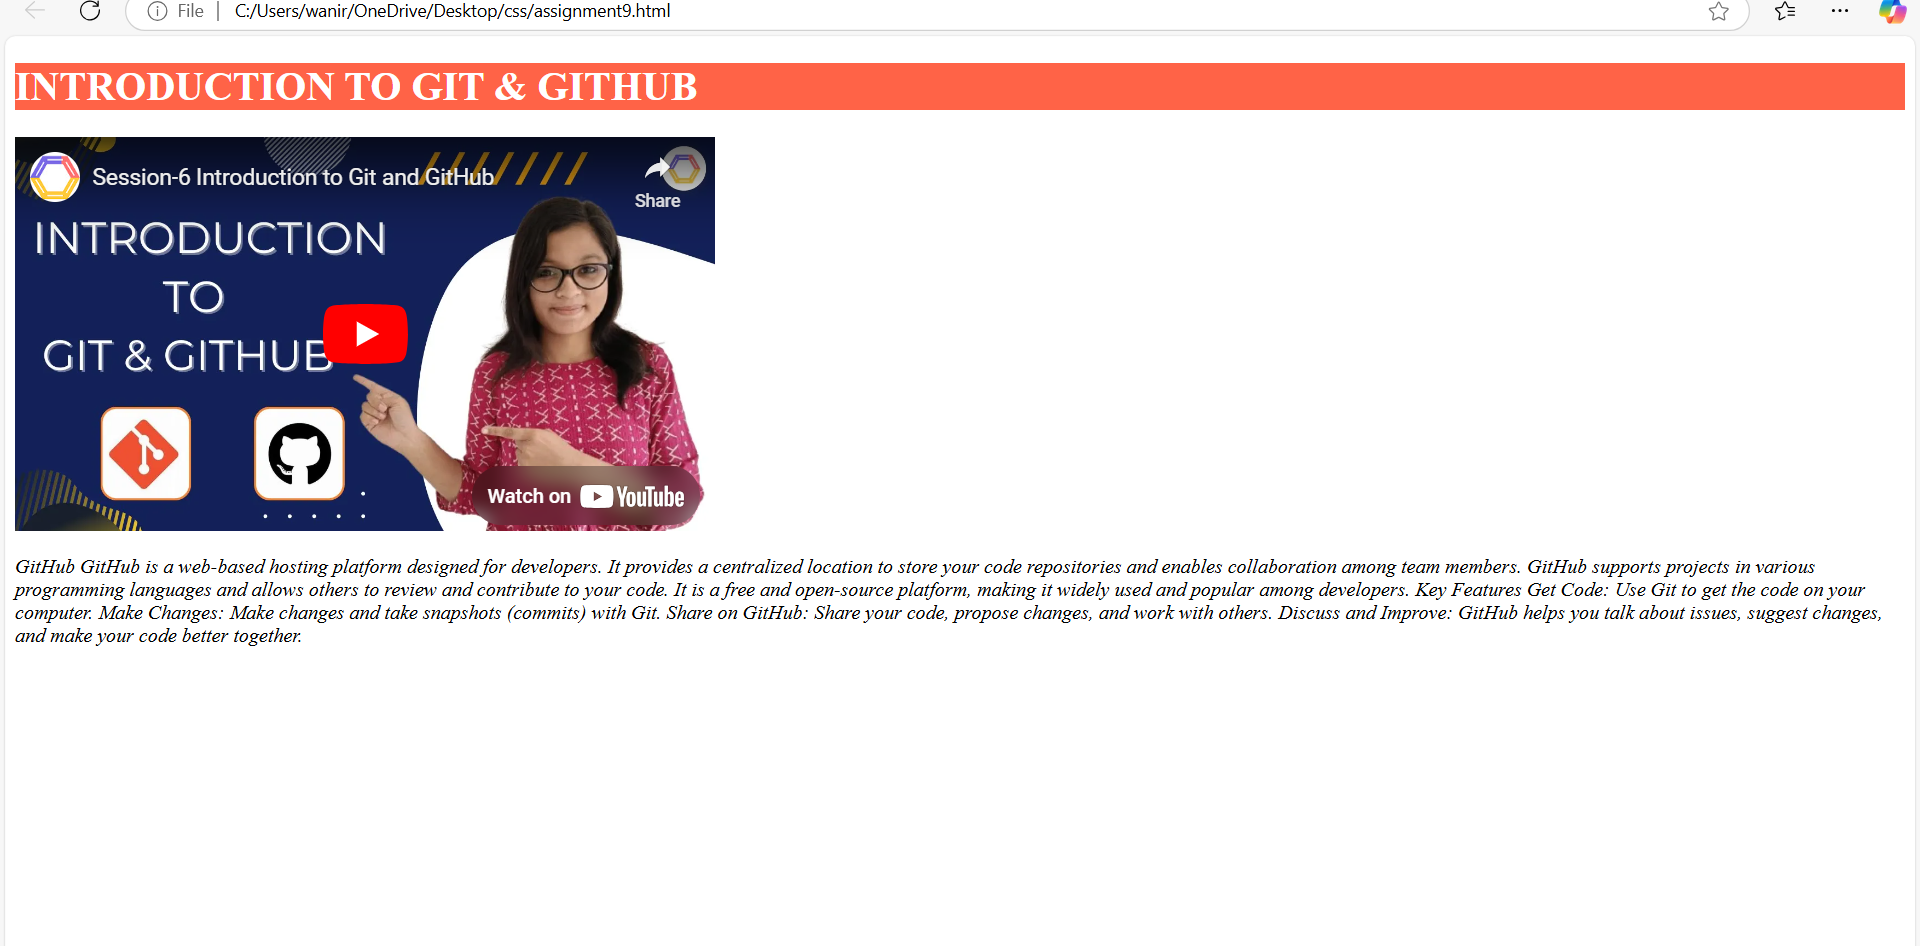 File
C:/Users/wanir/OneDrive/Desktop/css/assignment9.html
INTRODUCTION TO GIT & GITHUB
Session-6 Introduction to Git and GitHub
Share
INTRODUCTION
TO
GIT & GITHUB
Watch on YouTube
GitHub GitHub is a web-based hosting platform designed for developers. It provides a centralized location to store your code repositories and enables collaboration among team members. GitHub supports projects in various
programming languages and allows others to review and contribute to your code. It is a free and open-source platform, making it widely used and popular among developers. Key Features Get Code: Use Git to get the code on your
computer. Make Changes: Make changes and take snapshots (commits) with Git. Share on GitHub: Share your code, propose changes, and work with others. Discuss and Improve: GitHub helps you talk about issues, suggest changes,
and make your code better together.